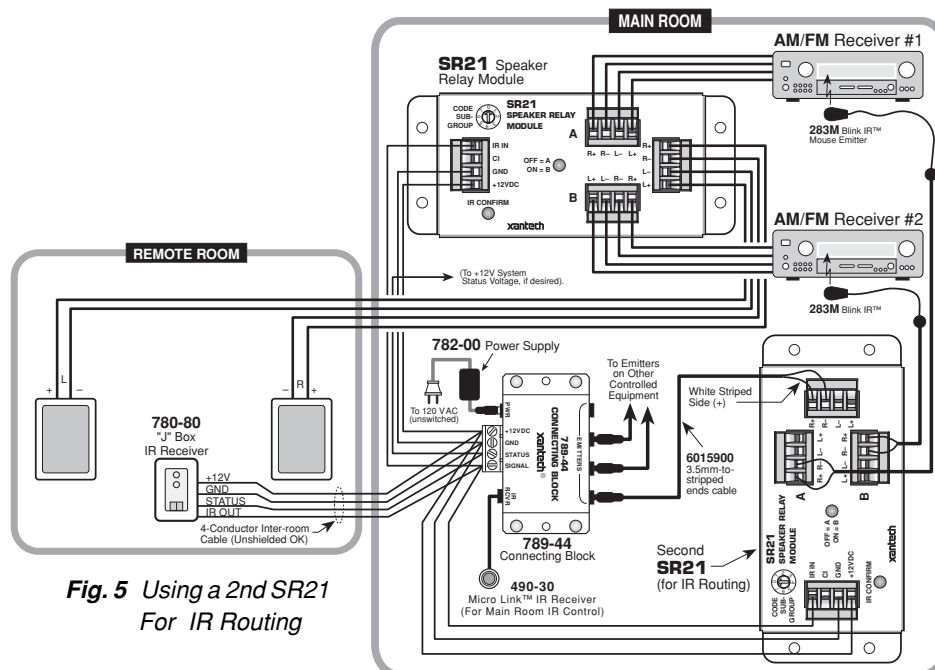 MAIN ROOM
AM/FM Receiver #1
283M Blink IR™
Mouse Emitter
SR21 Speaker
Relay Module
CODE
SUB-
GROUP
SR21
SPEAKER RELAY
MODULE
A
R+ R– L– L+
IR IN
CI
GND
+12VDC
OFF = A
ON = B
R+
R–
L–
L+
L+ L– R– R+
B
IR CONFIRM
xantech
AM/FM Receiver #2
283M Blink IR™
REMOTE ROOM
(To +12V System
Status Voltage, if desired).
+ L –
– R +
780-80
"J" Box
IR Receiver
+12V
GND
STATUS
IR OUT
4-Conductor Inter-room
Cable (Unshielded OK)
782-00 Power Supply
To 120 VAC
(unswitched)
PWR
+12VDC
GND
STATUS
SIGNAL
IR
RCVR
EMITTERS
789-44
CONNECTING BLOCK
xantech®
789-44
Connecting Block
490-30
Micro Link™ IR Receiver
(For Main Room IR Control)
To Emitters
on Other
Controlled
Equipment
White Striped
Side (+)
6015900
3.5mm-to-
stripped
ends cable
Second
SR21
(for IR Routing)
R+ R– L– L+
L+
L–
R–
R+
A
R+
R–
L–
L+
B
OFF = A
ON = B
SR21
SPEAKER RELAY
MODULE
xantech
CODE
SUB-
GROUP
IR IN
CI
GND
+12VDC
IR CONFIRM
Fig. 5 Using a 2nd SR21
For IR Routing